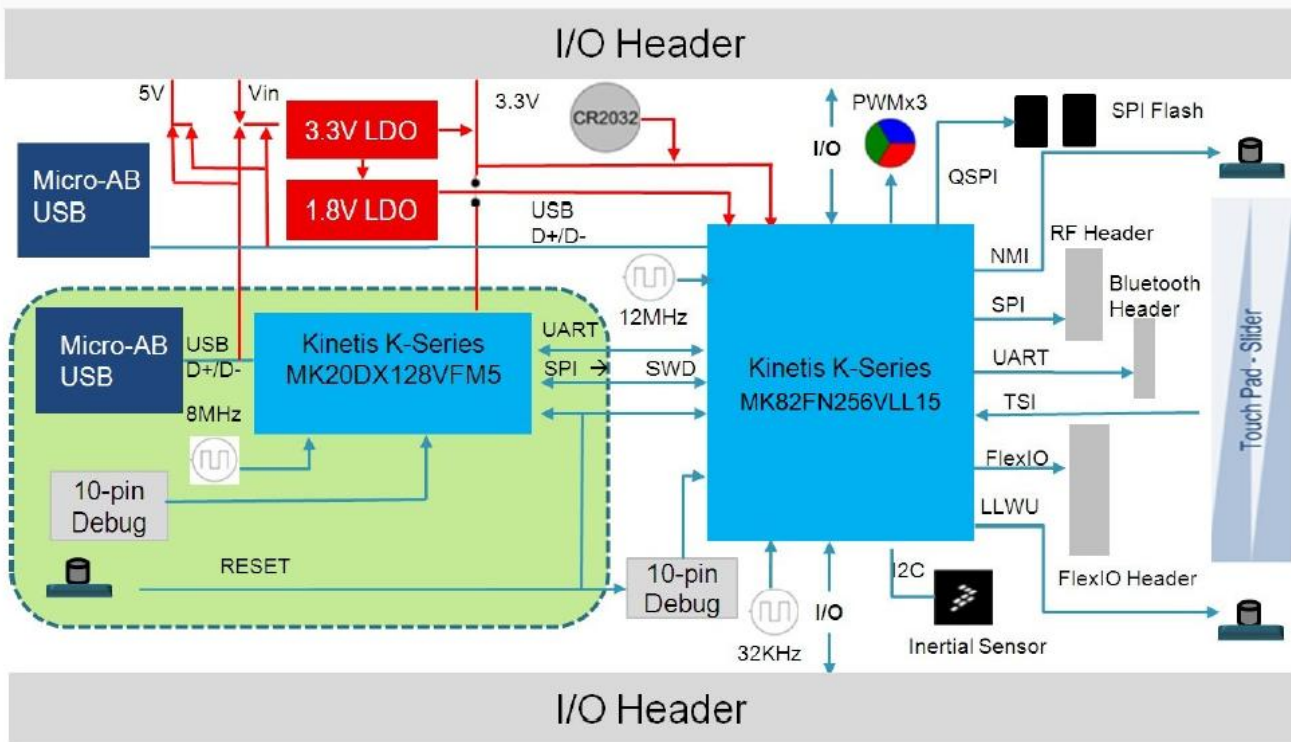 I/O Header
5V
Vin
3.3V LDO
3.3V
CR2032
I/O
PWMx3
SPI Flash
QSPI
Micro-AB
USB
1.8V LDO
USB
D+/D-
NMI
RF Header
12MHz
SPI
Bluetooth
Header
Micro-AB
USB
USB
D+/D-
Kinetis K-Series
MK20DX128VFM5
UART
SPI → SWD
Kinetis K-Series
MK82FN256VLL15
UART
TSI
Touch Pad - Slider
8MHz
FlexIO
10-pin
Debug
LLWU
RESET
10-pin
Debug
I2C
FlexIO Header
32KHz
I/O
Inertial Sensor
I/O Header